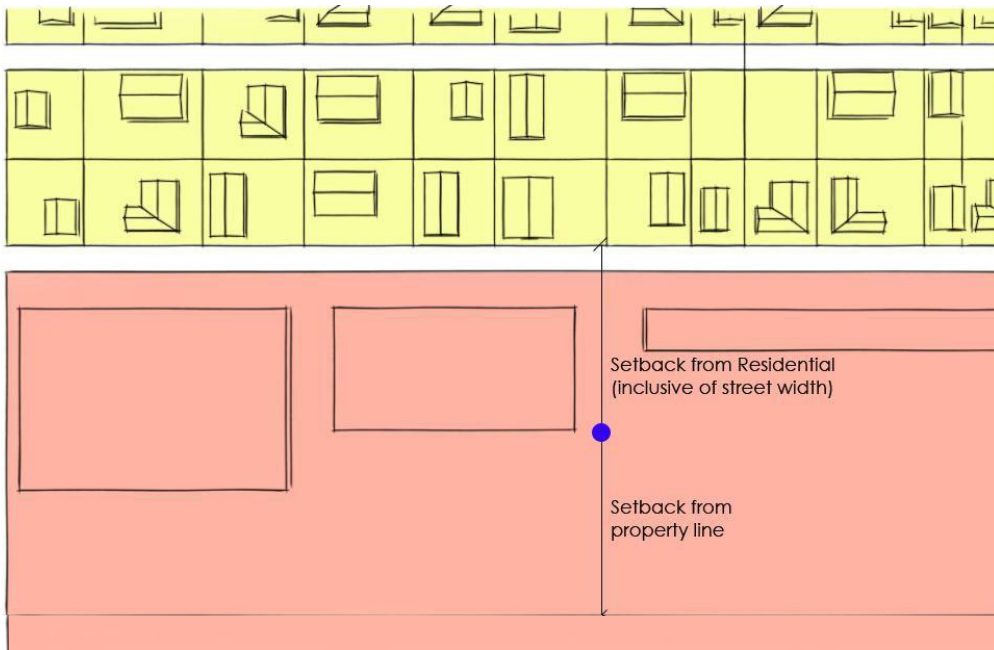 Setback from Residential
(inclusive of street width)
Setback from
property line